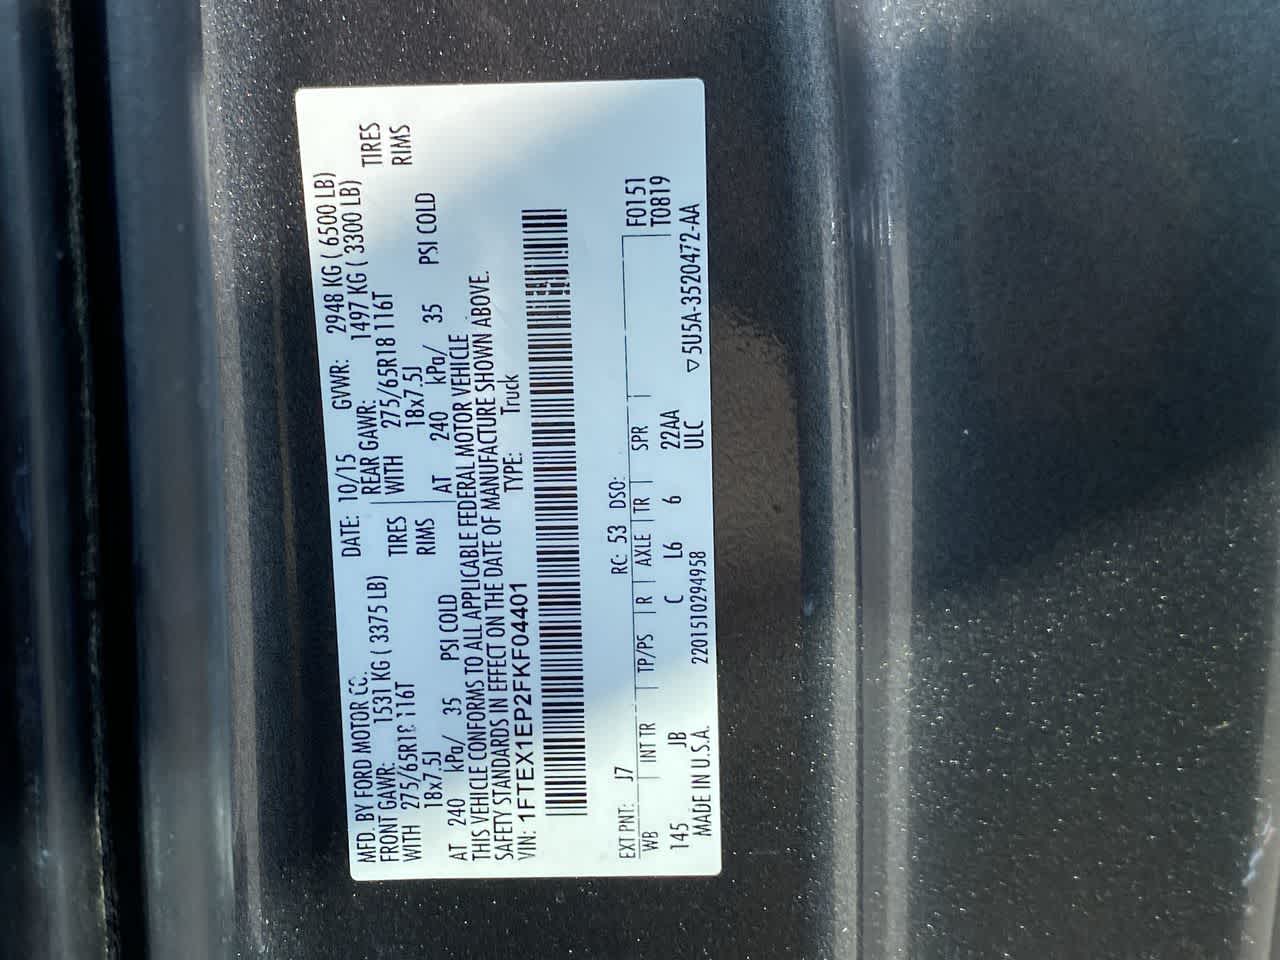 MFD. BY FORD MOTOR CO. DATE: 10/15 GVWR: 2948 KG ( 6500 LB)
FRONT GAWR: 1531 KG ( 3375 LB) REAR GAWR: 1497 KG ( 3300 LB)
WITH 275/65R18 116T TIRES WITH 275/65R18 116T TIRES
18x7.5J RIMS 18x7.5J RIMS
AT 240 kPa/ 35 PSI COLD AT 240 kPa/ 35 PSI COLD
THIS VEHICLE CONFORMS TO ALL APPLICABLE FEDERAL MOTOR VEHICLE
SAFETY STANDARDS IN EFFECT ON THE DATE OF MANUFACTURE SHOWN ABOVE.
VIN: 1FTEX1EP2FKF04401 TYPE: Truck
EXT PNT: J7 RC: 53 DSO: F0151
WB INT TR TP/PS R AXLE TR SPR T0819
145 JB C L6 6 22AA
MADE IN U.S.A. 2201510294958 ULC ▽5U5A-3520472-AA